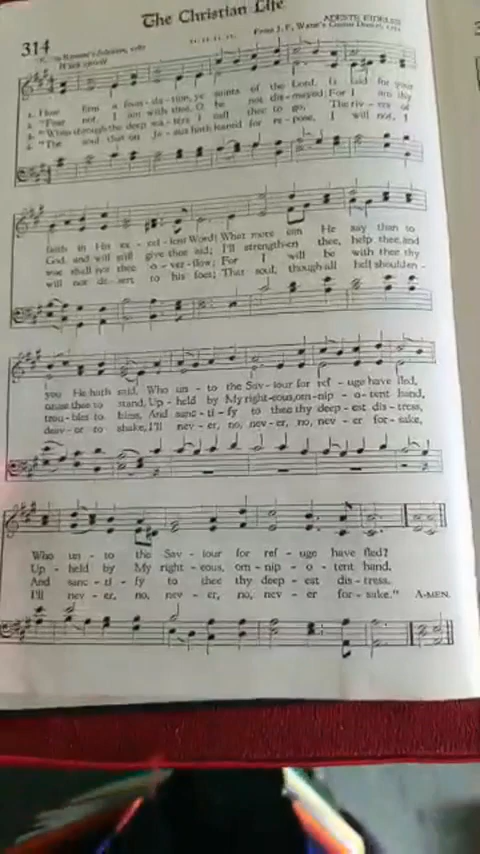 The Christian Life
314
ADESTE FIDELES
11. 11. 11. 11.
With spirit
1. How firm a foun - da - tion, ye saints of the Lord, Is laid for your
2. "Fear not, I am with thee, O be not dis - mayed; For I am thy
3. "When through the deep wa - ters I call thee to go, The riv - ers of
4. "The soul that on Je - sus hath leaned for re - pose, I will not, I
faith in His ex - cel - lent Word! What more can He say than to
God, and will still give thee aid; I'll strengthen thee, help thee, and
woe shall not thee o - ver - flow; For I will be with thee thy
will not de - sert to his foes; That soul, though all hell should en -
you He hath said, Who un - to the Sav - iour for ref - uge have fled,
cause thee to stand, Up - held by My right-eous, om-nip - o - tent hand,
trou - bles to bless, And sanc - ti - fy to thee thy deep - est dis - tress,
deav - or to shake, I'll nev - er, no, nev - er, no, nev - er for - sake,
Who un - to the Sav - iour for ref - uge have fled?
Up - held by My right - eous, om - nip - o - tent hand.
And sanc - ti - fy to thee thy deep - est dis - tress.
I'll nev - er, no, nev - er, no, nev - er for - sake." A-MEN.